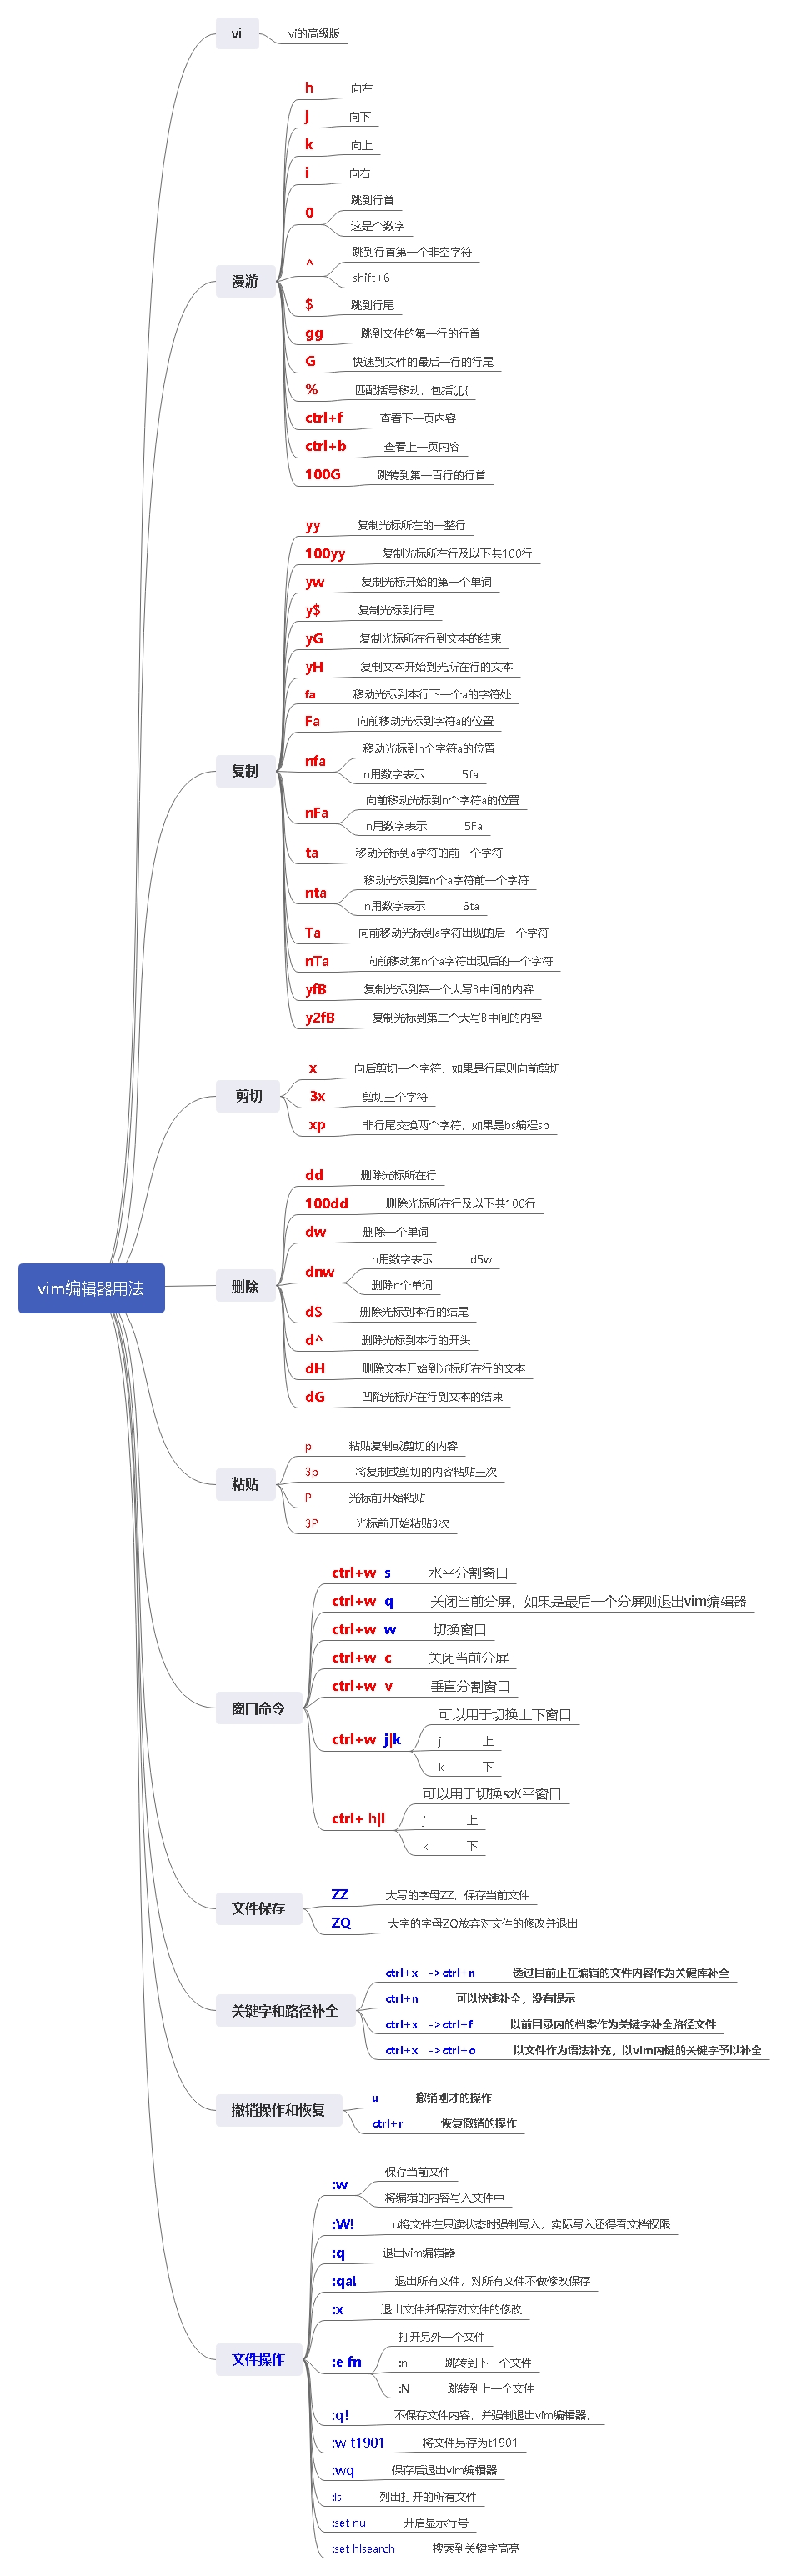 vim编辑器用法
vi
vi的高级版
漫游
h 向左
j 向下
k 向上
i 向右
0
跳到行首
这是个数字
^
跳到行首第一个非空字符
shift+6
$ 跳到行尾
gg 跳到文件的第一行的行首
G 快速到文件的最后一行的行尾
% 匹配括号移动，包括(,[,{
ctrl+f 查看下一页内容
ctrl+b 查看上一页内容
100G 跳转到第一百行的行首
复制
yy 复制光标所在的一整行
100yy 复制光标所在行及以下共100行
yw 复制光标开始的第一个单词
y$ 复制光标到行尾
yG 复制光标所在行到文本的结束
yH 复制文本开始到光所在行的文本
fa 移动光标到本行下一个a的字符处
Fa 向前移动光标到字符a的位置
nfa
移动光标到n个字符a的位置
n用数字表示 5fa
nFa
向前移动光标到n个字符a的位置
n用数字表示 5Fa
ta 移动光标到a字符的前一个字符
nta
移动光标到第n个a字符前一个字符
n用数字表示 6ta
Ta 向前移动光标到a字符出现的后一个字符
nTa 向前移动第n个a字符出现后的一个字符
yfB 复制光标到第一个大写B中间的内容
y2fB 复制光标到第二个大写B中间的内容
剪切
x 向后剪切一个字符，如果是行尾则向前剪切
3x 剪切三个字符
xp 非行尾交换两个字符，如果是bs编程sb
删除
dd 删除光标所在行
100dd 删除光标所在行及以下共100行
dw 删除一个单词
dnw
n用数字表示 d5w
删除n个单词
d$ 删除光标到本行的结尾
d^ 删除光标到本行的开头
dH 删除文本开始到光标所在行的文本
dG 凹陷光标所在行到文本的结束
粘贴
p 粘贴复制或剪切的内容
3p 将复制或剪切的内容粘贴三次
P 光标前开始粘贴
3P 光标前开始粘贴3次
窗口命令
ctrl+w s 水平分割窗口
ctrl+w q 关闭当前分屏，如果是最后一个分屏则退出vim编辑器
ctrl+w w 切换窗口
ctrl+w c 关闭当前分屏
ctrl+w v 垂直分割窗口
ctrl+w j|k
可以用于切换上下窗口
j 上
k 下
ctrl+ h|l
可以用于切换s水平窗口
j 上
k 下
文件保存
ZZ 大写的字母ZZ，保存当前文件
ZQ 大字的字母ZQ放弃对文件的修改并退出
关键字和路径补全
ctrl+x ->ctrl+n 透过目前正在编辑的文件内容作为关键库补全
ctrl+n 可以快速补全，没有提示
ctrl+x ->ctrl+f 以前目录内的档案作为关键字补全路径文件
ctrl+x ->ctrl+o 以文件作为语法补充，以vim内键的关键字予以补全
撤销操作和恢复
u 撤销刚才的操作
ctrl+r 恢复撤销的操作
文件操作
:w
保存当前文件
将编辑的内容写入文件中
:W! u将文件在只读状态时强制写入，实际写入还得看文档权限
:q 退出vim编辑器
:qa! 退出所有文件，对所有文件不做修改保存
:x 退出文件并保存对文件的修改
:e fn
打开另外一个文件
:n 跳转到下一个文件
:N 跳转到上一个文件
:q! 不保存文件内容，并强制退出vim编辑器，
:w t1901 将文件另存为t1901
:wq 保存后退出vim编辑器
:ls 列出打开的所有文件
:set nu 开启显示行号
:set hlsearch 搜索到关键字高亮